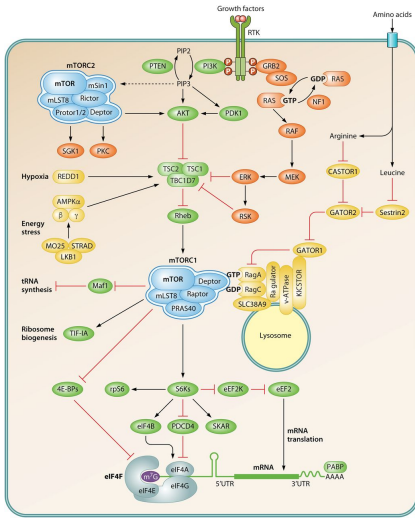 Growth factors
Amino acids
RTK
PIP2
PTEN
PI3K
P
P
P
P
GRB2
SOS
GDP
RAS
mTORC2
mTOR
mSin1
mLST8
Rictor
Protor1/2
Deptor
PIP3
RAS
GTP
NF1
AKT
PDK1
RAF
Arginine
SGK1
PKC
CASTOR1
TSC2
TSC1
TBC1D7
Hypoxia
REDD1
ERK
MEK
Leucine
AMPKα
β
γ
Energy
stress
RSK
GATOR2
Sestrin2
Rheb
MO25
STRAD
LKB1
GATOR1
mTORC1
mTOR
Deptor
mLST8
Raptor
PRAS40
GTP
RagA
GDP
RagC
SLC38A9
Ra gulator
v-ATPase
KICSTOR
tRNA
synthesis
Maf1
Ribosome
biogenesis
TIF-IA
Lysosome
4E-BPs
rpS6
S6Ks
eEF2K
eEF2
eIF4B
PDCD4
SKAR
mRNA
translation
eIF4F
m7G
eIF4A
eIF4E
eIF4G
5'UTR
mRNA
3'UTR
PABP
AAAA